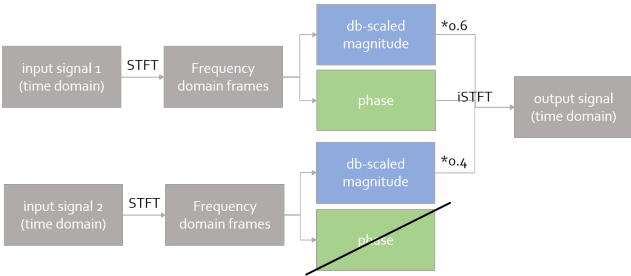 input signal 1
(time domain)
STFT
Frequency
domain frames
db-scaled
magnitude
*0.6
phase
iSTFT
output signal
(time domain)
input signal 2
(time domain)
STFT
Frequency
domain frames
db-scaled
magnitude
*0.4
phase